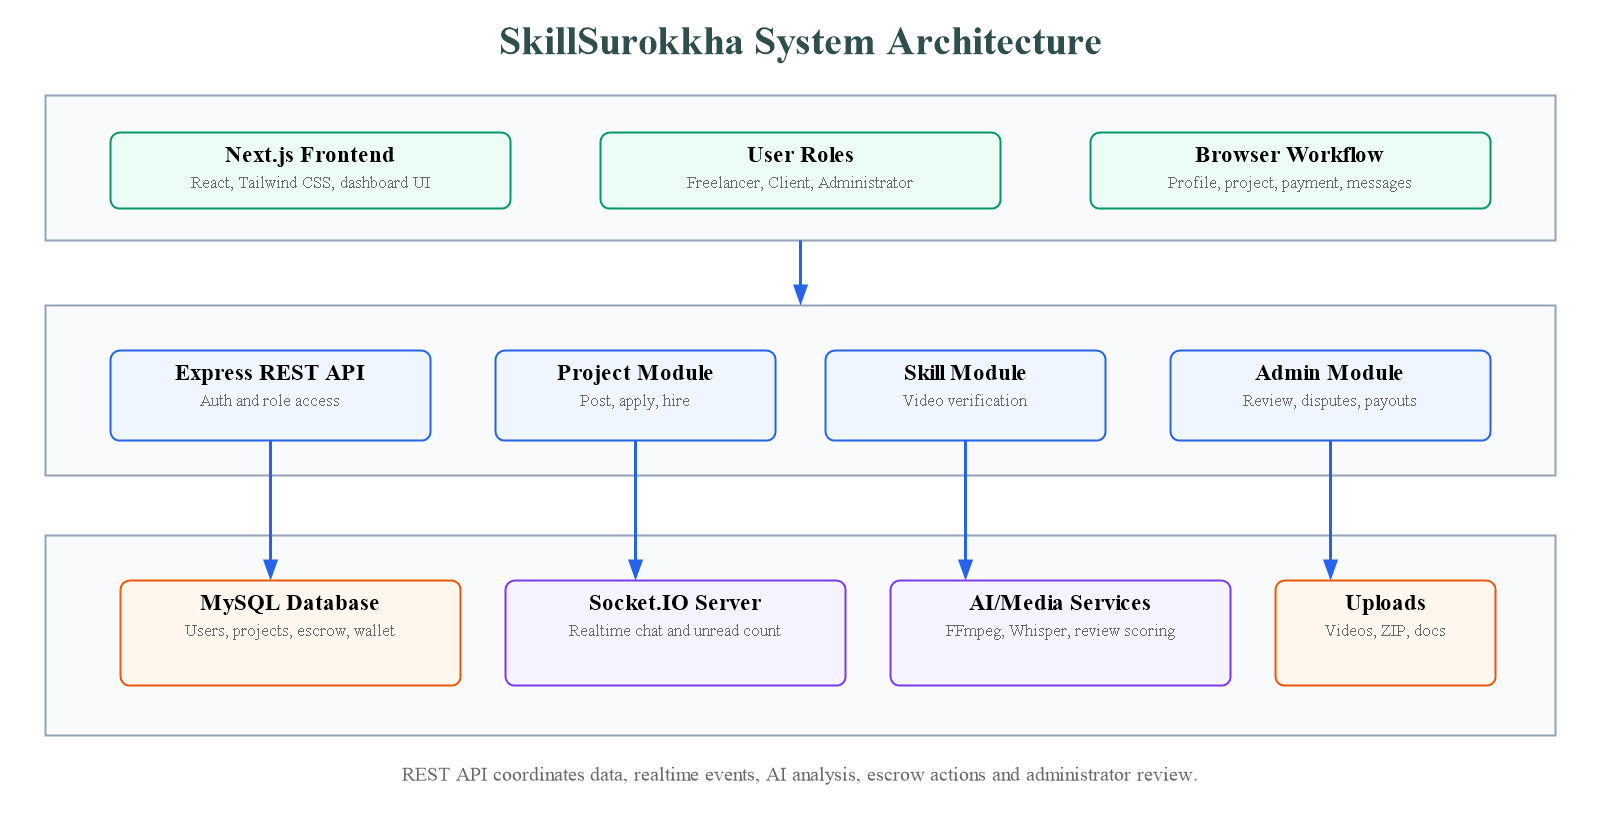 SkillSurokkha System Architecture
Next.js Frontend
React, Tailwind CSS, dashboard UI
User Roles
Freelancer, Client, Administrator
Browser Workflow
Profile, project, payment, messages
Express REST API
Auth and role access
Project Module
Post, apply, hire
Skill Module
Video verification
Admin Module
Review, disputes, payouts
MySQL Database
Users, projects, escrow, wallet
Socket.IO Server
Realtime chat and unread count
AI/Media Services
FFmpeg, Whisper, review scoring
Uploads
Videos, ZIP, docs
REST API coordinates data, realtime events, AI analysis, escrow actions and administrator review.